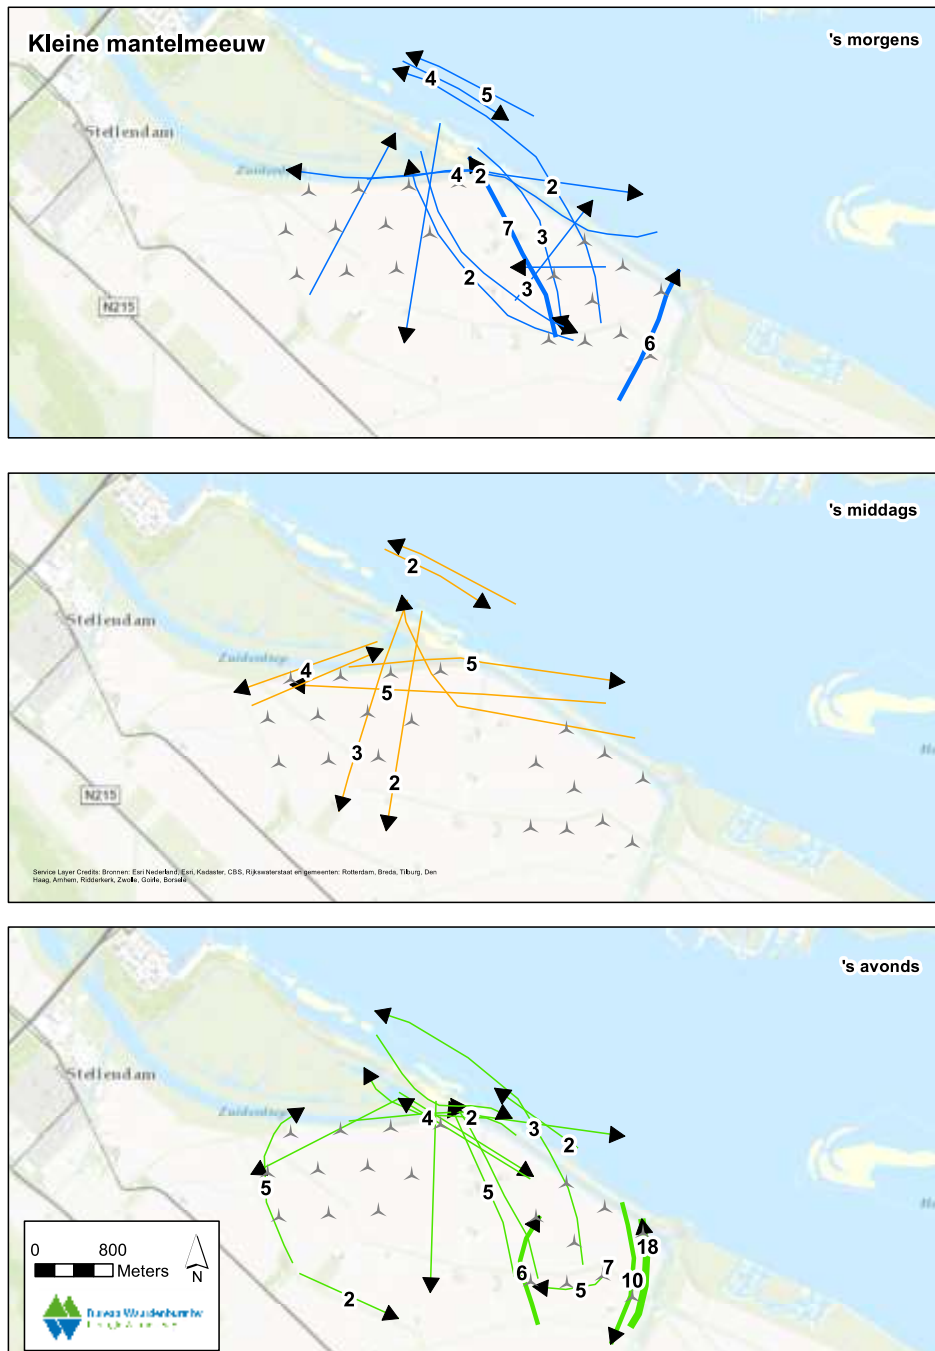 Kleine mantelmeeuw
's morgens
4
5
Stellendam
4
2
2
7
3
2
3
N215
6
's middags
2
Stellendam
Zuiderdiep
4
5
5
3
2
N215
Service Layer Credits: Bronnen: Esri Nederland, Esri, Kadaster, CBS, Rijkswaterstaat en gemeenten: Rotterdam, Breda, Tilburg, Den
Haag, Arnhem, Ridderkerk, Zwolle, Goirle, Borsele
's avonds
Stellendam
Zuiderdiep
4
2
3
2
5
5
18
7
6
10
5
2
0 800
Meters
N
Bureau Waardenburg bv